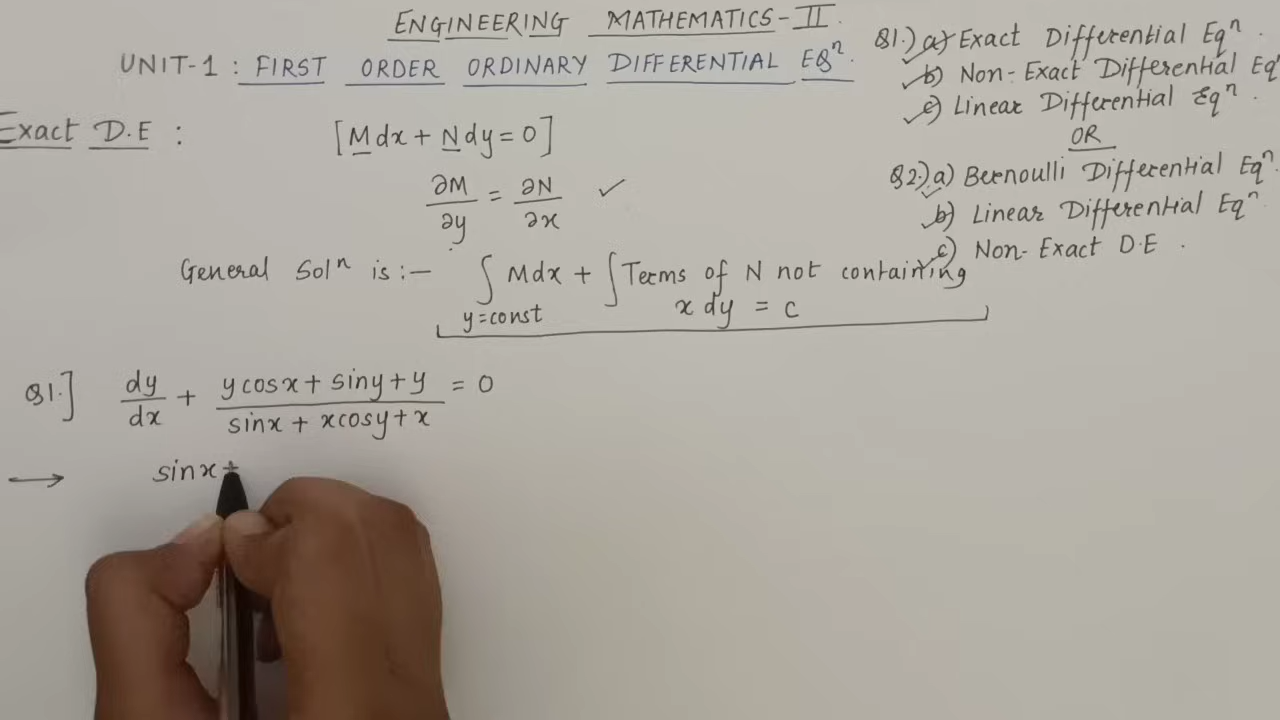 ENGINEERING MATHEMATICS-II.
UNIT-1 : FIRST ORDER ORDINARY DIFFERENTIAL EQⁿ
Q1.) a) Exact Differential Eqⁿ.
b) Non-Exact Differential Eqⁿ
c) Linear Differential Eqⁿ.
OR
Q2.) a) Bernoulli Differential Eqⁿ.
b) Linear Differential Eqⁿ.
c) Non-Exact D.E.
Exact D.E :
[Mdx + Ndy = 0]
∂M/∂y = ∂N/∂x ✓
General Solⁿ is :- ∫ Mdx + ∫ Terms of N not containing
y=const x dy = c
Q1.] dy/dx + (ycosx + siny + y)/(sinx + xcosy + x) = 0
→ sinx +